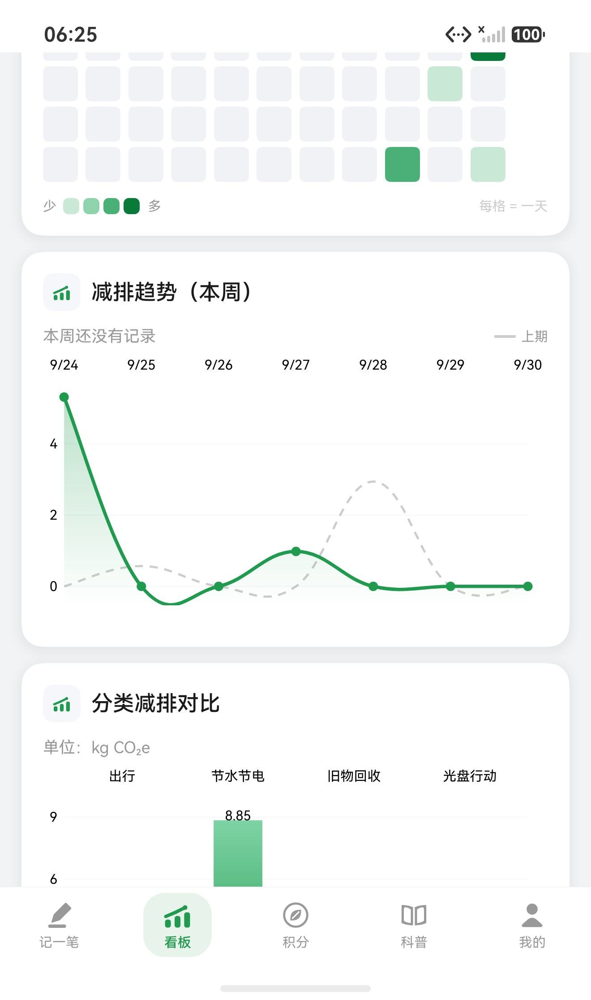 06:25
100
少 多 每格 = 一天
减排趋势（本周）
本周还没有记录 上期
9/24 9/25 9/26 9/27 9/28 9/29 9/30
4
2
0
分类减排对比
单位： kg CO₂e
出行 节水节电 旧物回收 光盘行动
9
8.85
6
记一笔 看板 积分 科普 我的